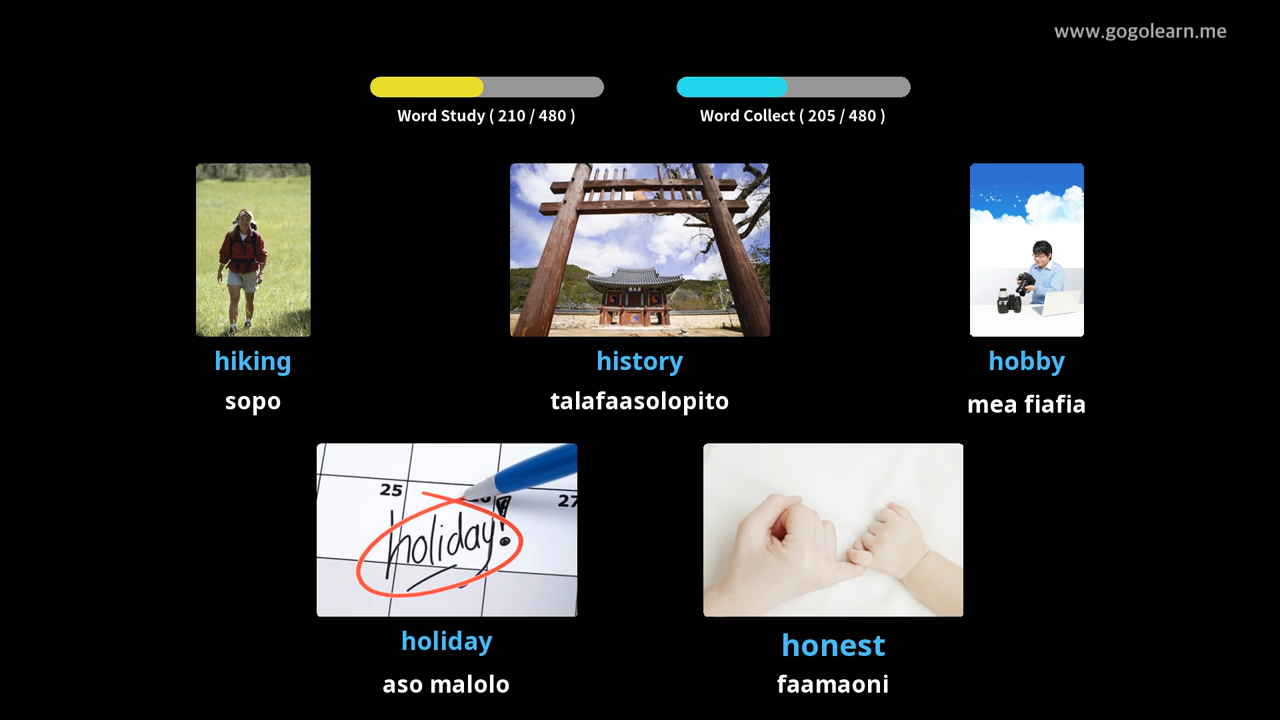 www.gogolearn.me
Word Study ( 210 / 480 )
Word Collect ( 205 / 480 )
hiking
sopo
history
talafaasolopito
hobby
mea fiafia
25
27
holiday!
holiday
aso malolo
honest
faamaoni